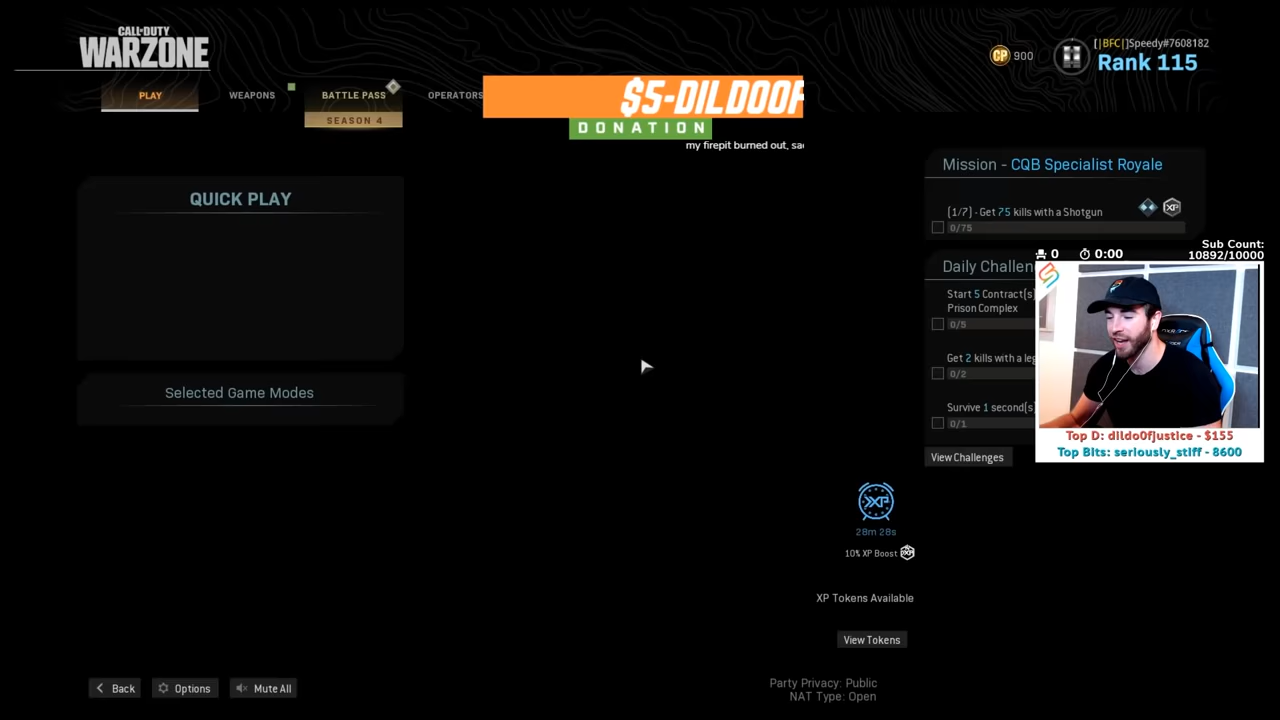 CALL OF DUTY
WARZONE
CP 900
[|BFC|]Speedy#7608182
Rank 115
PLAY
WEAPONS
BATTLE PASS
SEASON 4
OPERATORS
$5-DILDOOF
DONATION
my firepit burned out, sa
QUICK PLAY
Selected Game Modes
Mission - CQB Specialist Royale
(1/7) - Get 75 kills with a Shotgun
XP
0/75
Daily Challen
Start 5 Contract(s)
Prison Complex
0/5
Get 2 kills with a leg
0/2
Survive 1 second(s)
0/1
View Challenges
0
0:00
Sub Count:
10892/10000
Top D: dildo0fjustice - $155
Top Bits: seriously_stiff - 8600
2XP
28m 28s
10% XP Boost
XP Tokens Available
View Tokens
Back
Options
Mute All
Party Privacy: Public
NAT Type: Open